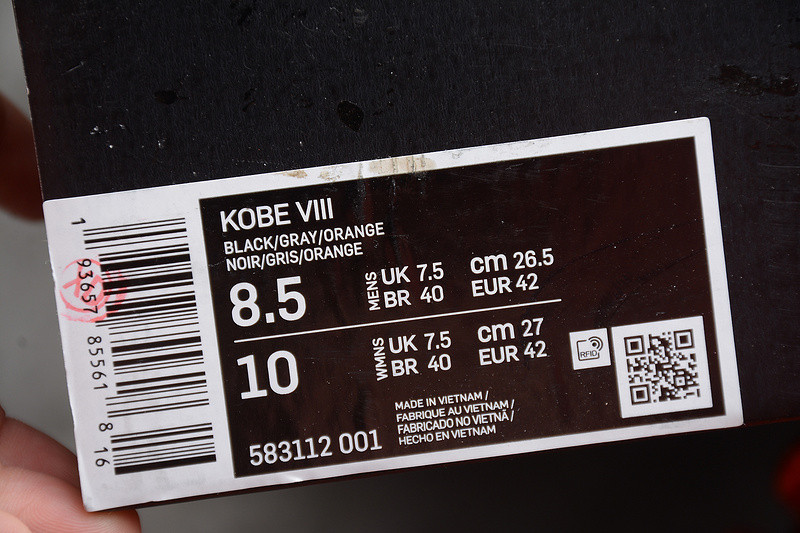 KOBE VIII
BLACK/GRAY/ORANGE
NOIR/GRIS/ORANGE
8.5 MENS UK 7.5 cm 26.5
BR 40 EUR 42
10 WMNS UK 7.5 cm 27
BR 40 EUR 42
RFID
583112 001
MADE IN VIETNAM /
FABRIQUE AU VIETNAM /
FABRICADO NO VIETNÃ /
HECHO EN VIETNAM
1 93657 85561 8 16